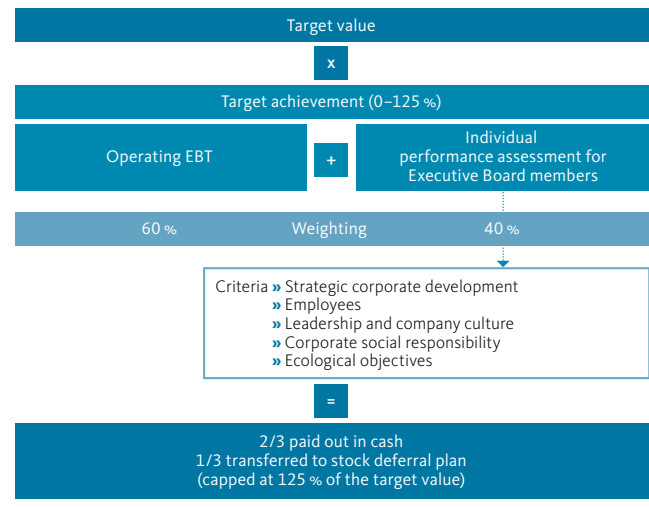 Target value
x
Target achievement (0–125 %)
Operating EBT
+
Individual
performance assessment for
Executive Board members
60 % Weighting 40 %
Criteria » Strategic corporate development
» Employees
» Leadership and company culture
» Corporate social responsibility
» Ecological objectives
=
2/3 paid out in cash
1/3 transferred to stock deferral plan
(capped at 125 % of the target value)